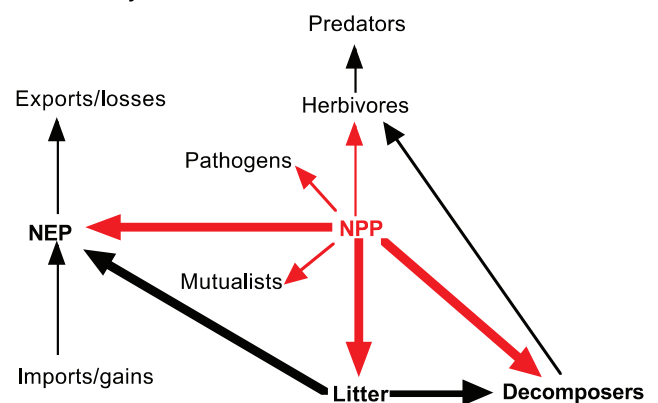 Predators
Exports/losses
Herbivores
Pathogens
NPP
NEP
Mutualists
Imports/gains
Litter
Decomposers